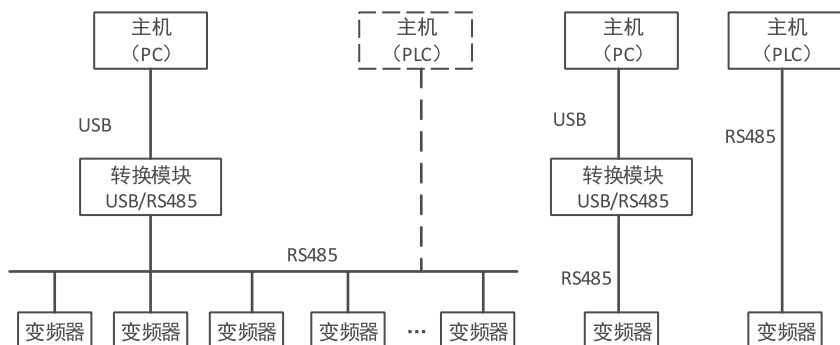 主机
（PC）
主机
（PLC）
主机
（PC）
主机
（PLC）
USB
USB
RS485
转换模块
USB/RS485
转换模块
USB/RS485
RS485
RS485
变频器
变频器
变频器
变频器
...
变频器
变频器
变频器